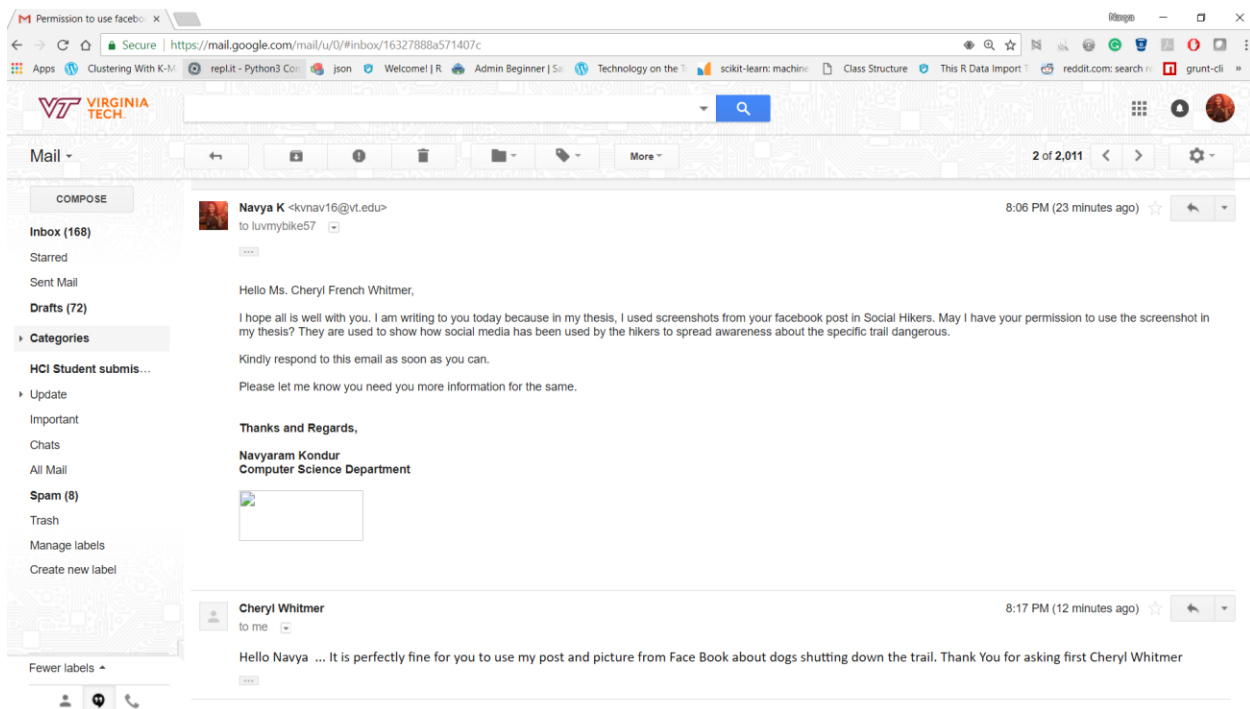 Permission to use facebo
Navya
Secure | https://mail.google.com/mail/u/0/#inbox/16327888a571407c
Apps Clustering With K-M repl.it - Python3 Com json Welcome! | R Admin Beginner | Sa Technology on the T scikit-learn: machine Class Structure This R Data Import T reddit.com: search re grunt-cli »
VIRGINIA
TECH
Mail
More
2 of 2,011
COMPOSE
Inbox (168)
Starred
Sent Mail
Drafts (72)
Categories
HCI Student submis...
Update
Important
Chats
All Mail
Spam (8)
Trash
Manage labels
Create new label
Fewer labels
Navya K <kvnav16@vt.edu>
8:06 PM (23 minutes ago)
to luvmybike57
Hello Ms. Cheryl French Whitmer,
I hope all is well with you. I am writing to you today because in my thesis, I used screenshots from your facebook post in Social Hikers. May I have your permission to use the screenshot in
my thesis? They are used to show how social media has been used by the hikers to spread awareness about the specific trail dangerous.
Kindly respond to this email as soon as you can.
Please let me know you need you more information for the same.
Thanks and Regards,
Navyaram Kondur
Computer Science Department
Cheryl Whitmer
8:17 PM (12 minutes ago)
to me
Hello Navya ... It is perfectly fine for you to use my post and picture from Face Book about dogs shutting down the trail. Thank You for asking first Cheryl Whitmer